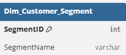 Dim_Customer_Segment
SegmentID int
SegmentName varchar